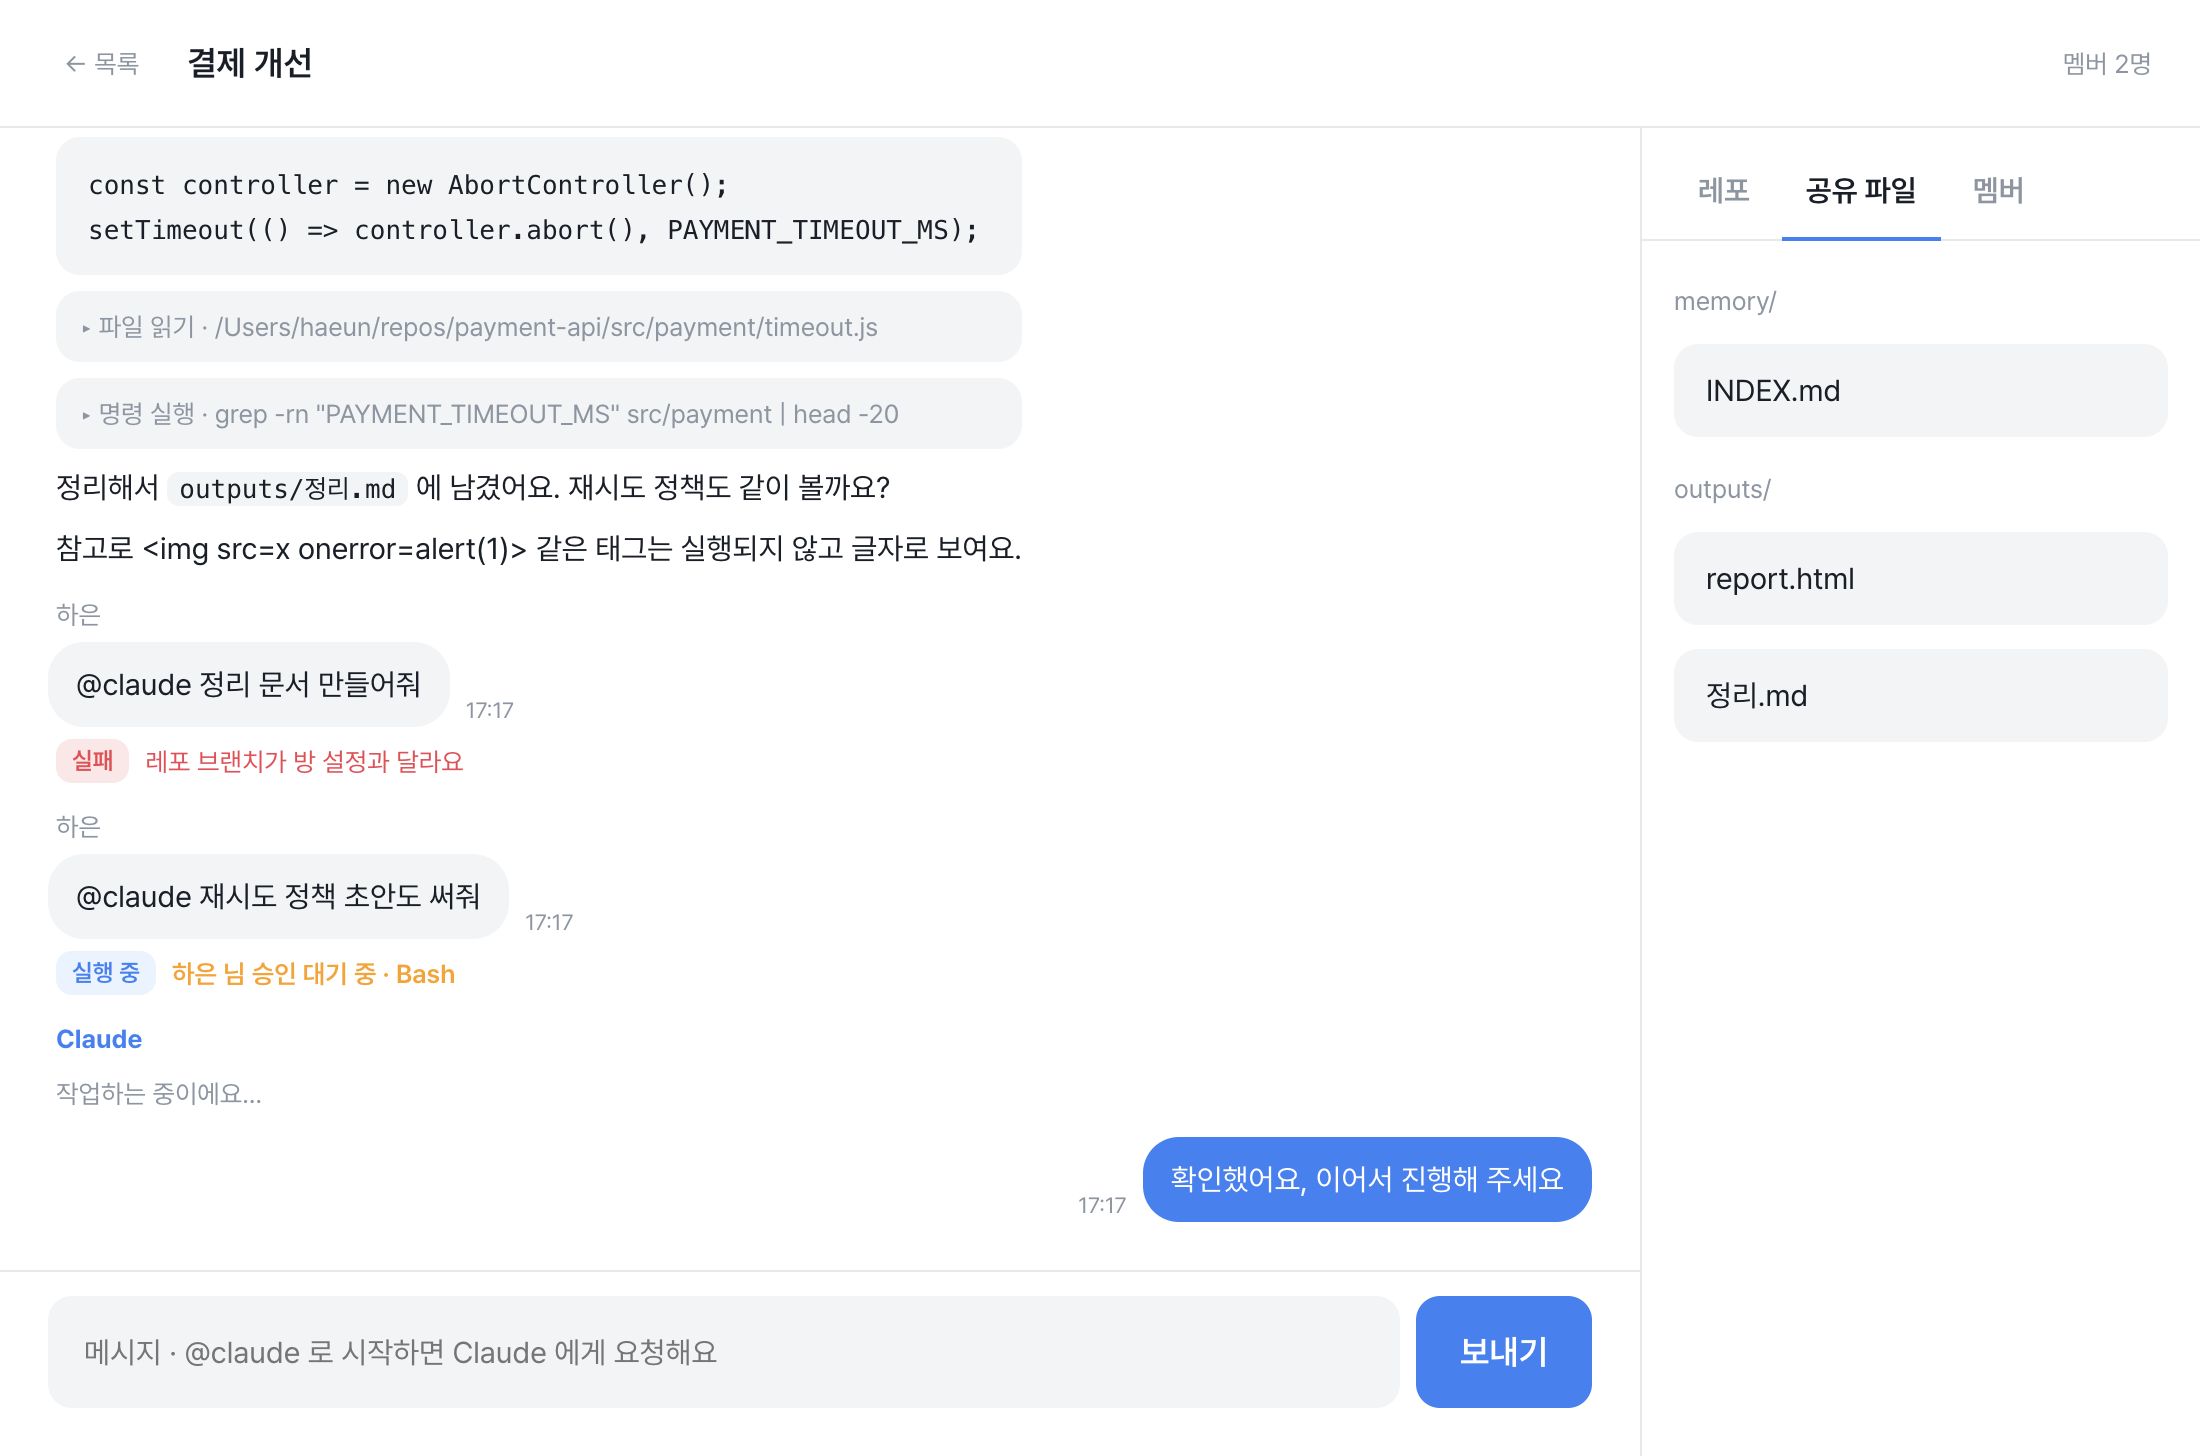 ← 목록
결제 개선
멤버 2명
const controller = new AbortController();
setTimeout(() => controller.abort(), PAYMENT_TIMEOUT_MS);
▸ 파일 읽기 · /Users/haeun/repos/payment-api/src/payment/timeout.js
▸ 명령 실행 · grep -rn "PAYMENT_TIMEOUT_MS" src/payment | head -20
정리해서 outputs/정리.md 에 남겼어요. 재시도 정책도 같이 볼까요?
참고로 <img src=x onerror=alert(1)> 같은 태그는 실행되지 않고 글자로 보여요.
하은
@claude 정리 문서 만들어줘
17:17
실패 레포 브랜치가 방 설정과 달라요
하은
@claude 재시도 정책 초안도 써줘
17:17
실행 중 하은 님 승인 대기 중 · Bash
Claude
작업하는 중이에요...
확인했어요, 이어서 진행해 주세요
17:17
메시지 · @claude 로 시작하면 Claude 에게 요청해요
보내기
레포 공유 파일 멤버
memory/
INDEX.md
outputs/
report.html
정리.md